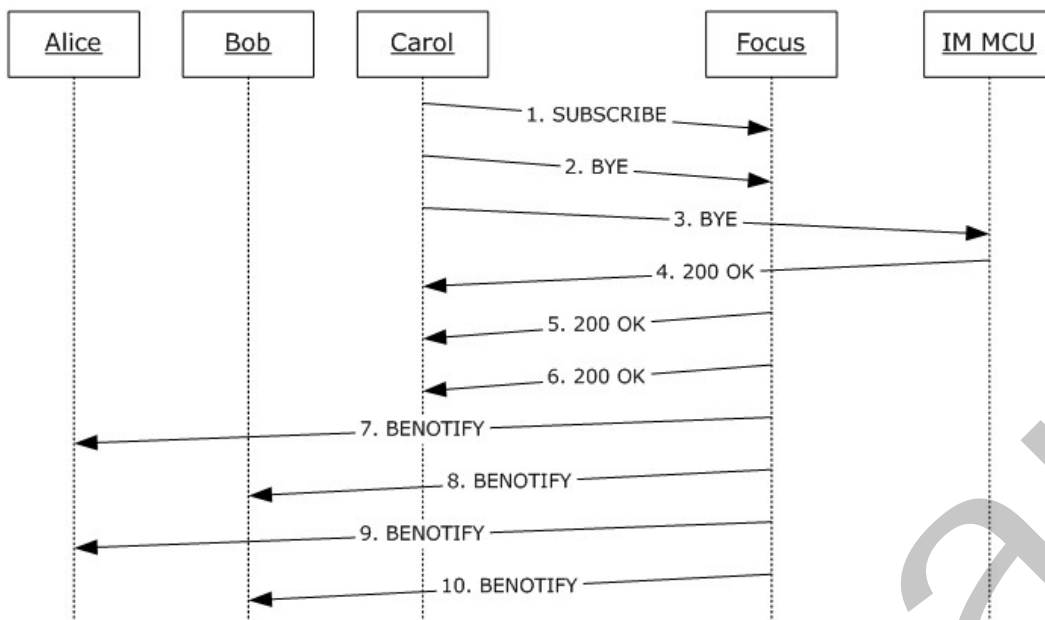 Alice Bob Carol Focus IM MCU
1. SUBSCRIBE
2. BYE
3. BYE
4. 200 OK
5. 200 OK
6. 200 OK
7. BENOTIFY
8. BENOTIFY
9. BENOTIFY
10. BENOTIFY